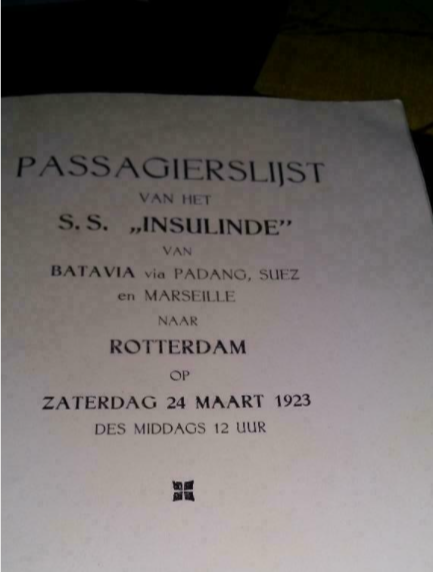 PASSAGIERSLIJST
VAN HET
S.S. „INSULINDE”
VAN
BATAVIA via PADANG, SUEZ
en MARSEILLE
NAAR
ROTTERDAM
OP
ZATERDAG 24 MAART 1923
DES MIDDAGS 12 UUR